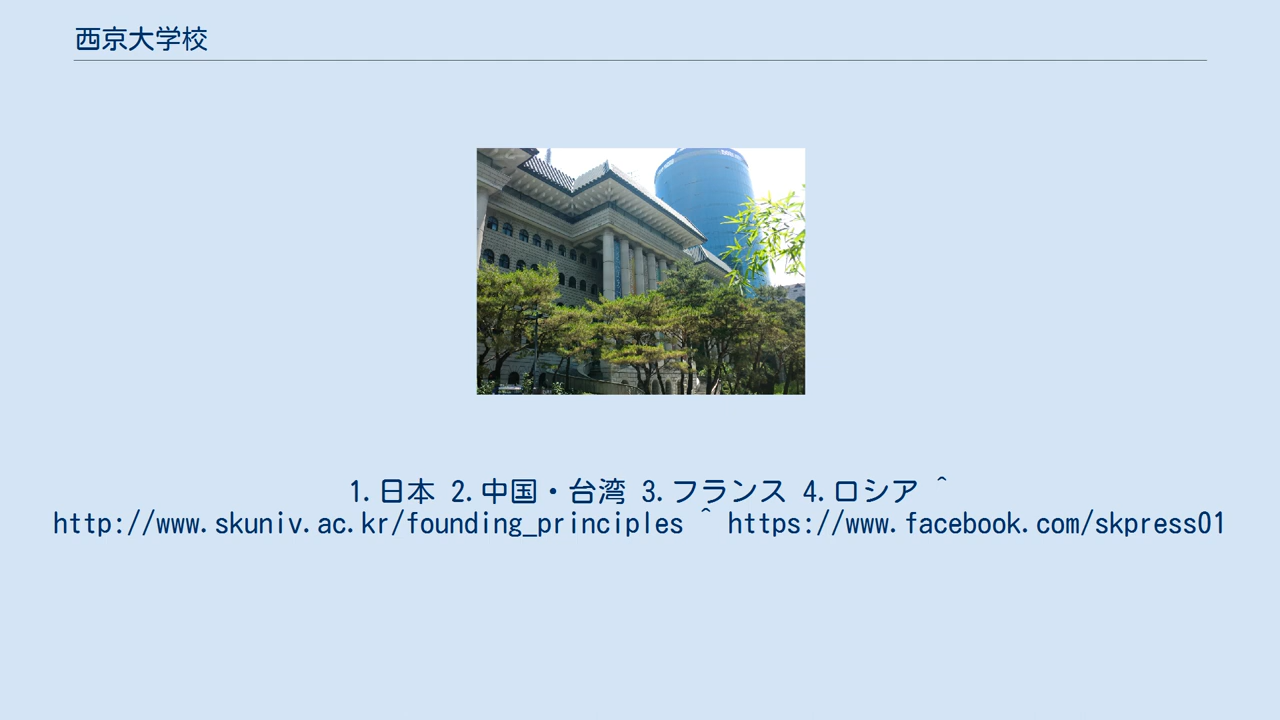 西京大学校
1.日本 2.中国・台湾 3.フランス 4.ロシア ^
http://www.skuniv.ac.kr/founding_principles ^ https://www.facebook.com/skpress01